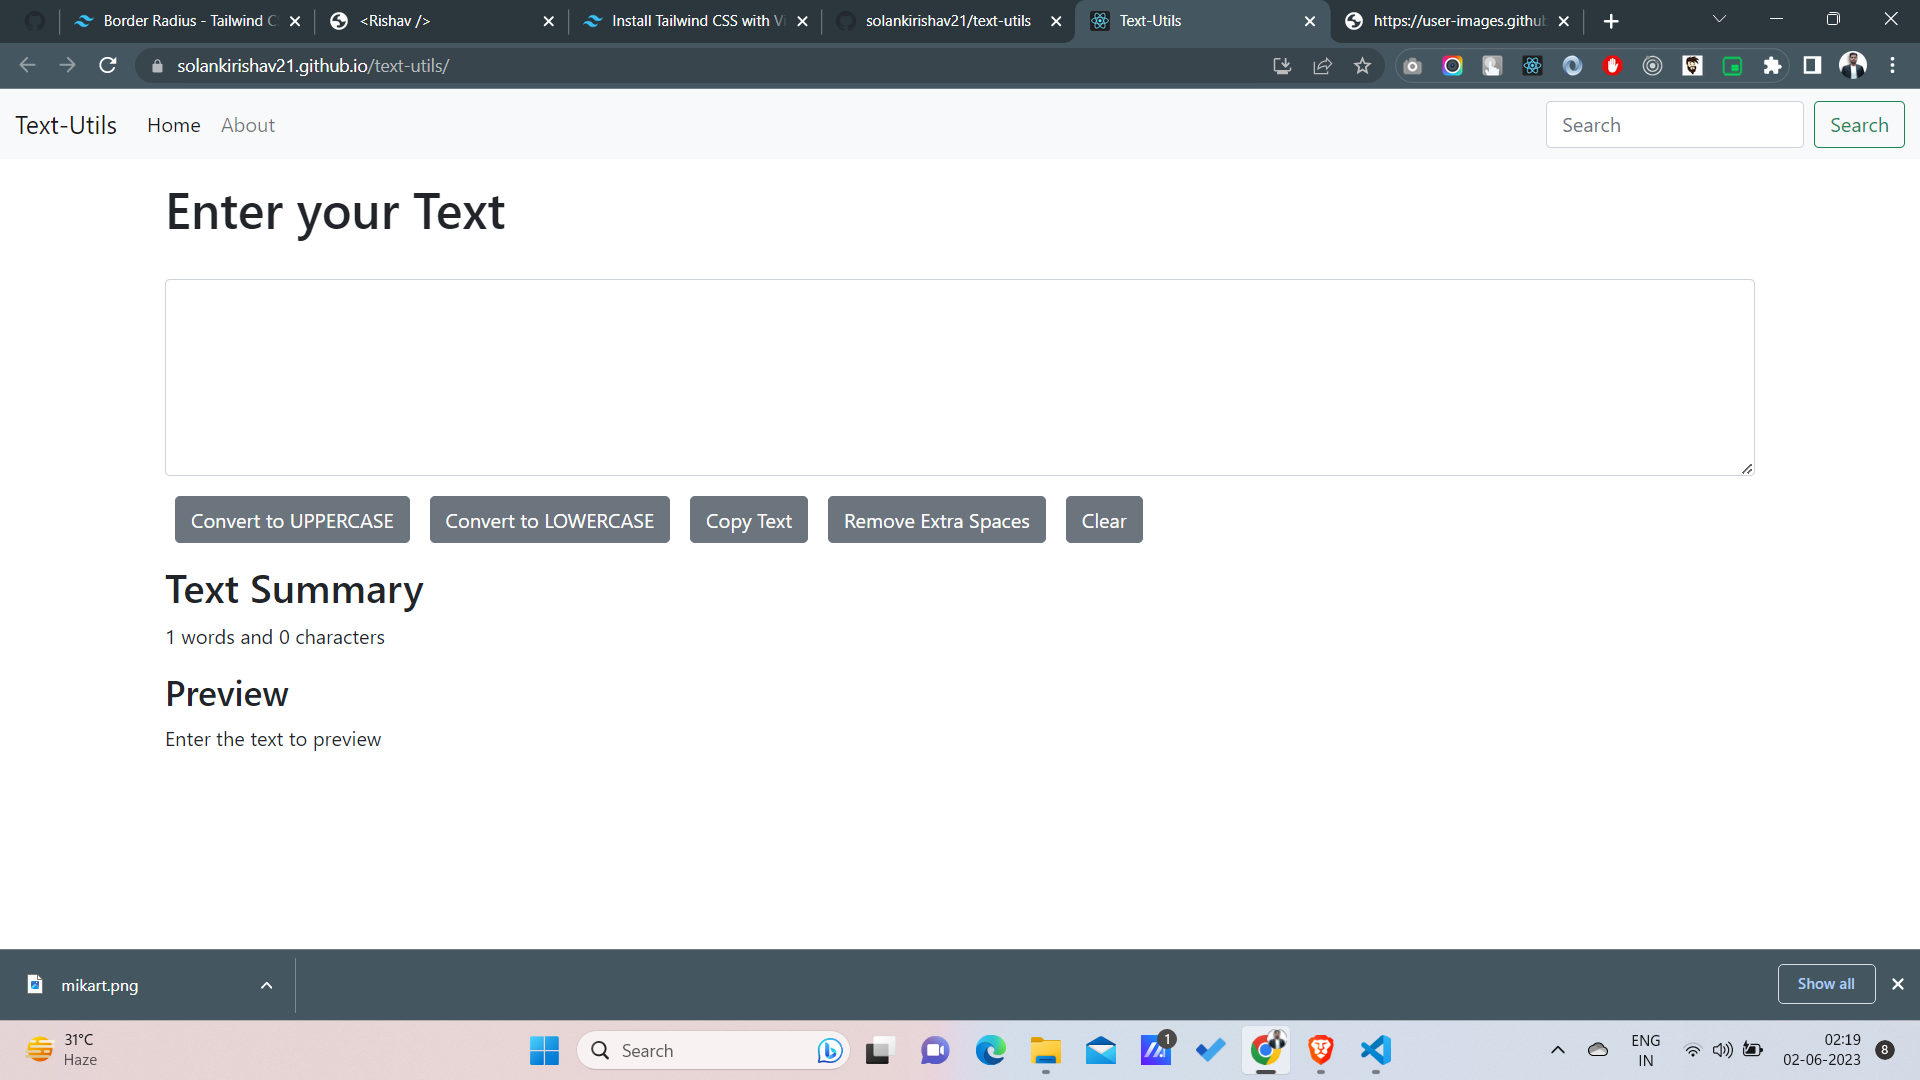 Border Radius - Tailwind C
<Rishav />
Install Tailwind CSS with Vi
solankirishav21/text-utils
Text-Utils
https://user-images.githu
solankirishav21.github.io/text-utils/
Text-Utils Home About Search Search
Enter your Text
Convert to UPPERCASE Convert to LOWERCASE Copy Text Remove Extra Spaces Clear
Text Summary
1 words and 0 characters
Preview
Enter the text to preview
mikart.png Show all
31°C
Haze
Search
1
ENG
IN
02:19
02-06-2023
8